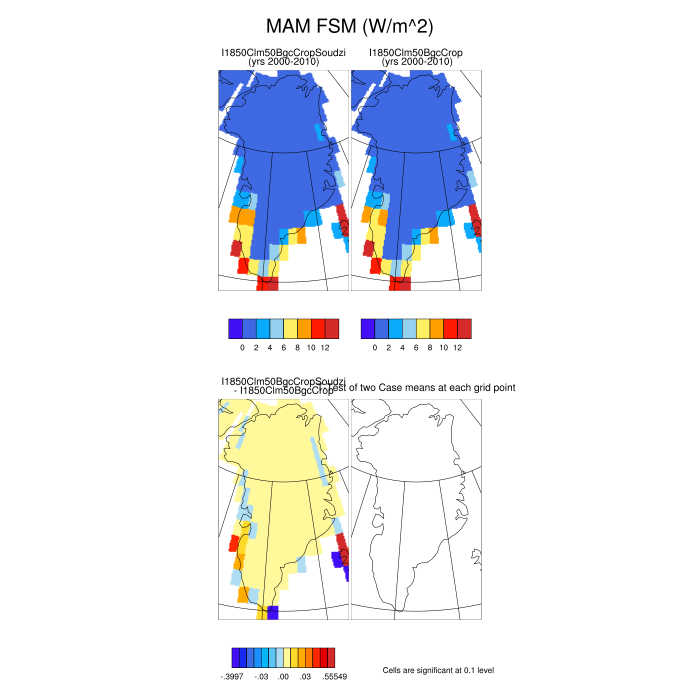 MAM FSM (W/m^2)
I1850Clm50BgcCropSoudzi
(yrs 2000-2010)
I1850Clm50BgcCrop
(yrs 2000-2010)
0 2 4 6 8 10 12
0 2 4 6 8 10 12
I1850Clm50BgcCropSoudzi
- I1850Clm50BgcCrop
Test of two Case means at each grid point
-.3997 -.03 .00 .03 .55549
Cells are significant at 0.1 level